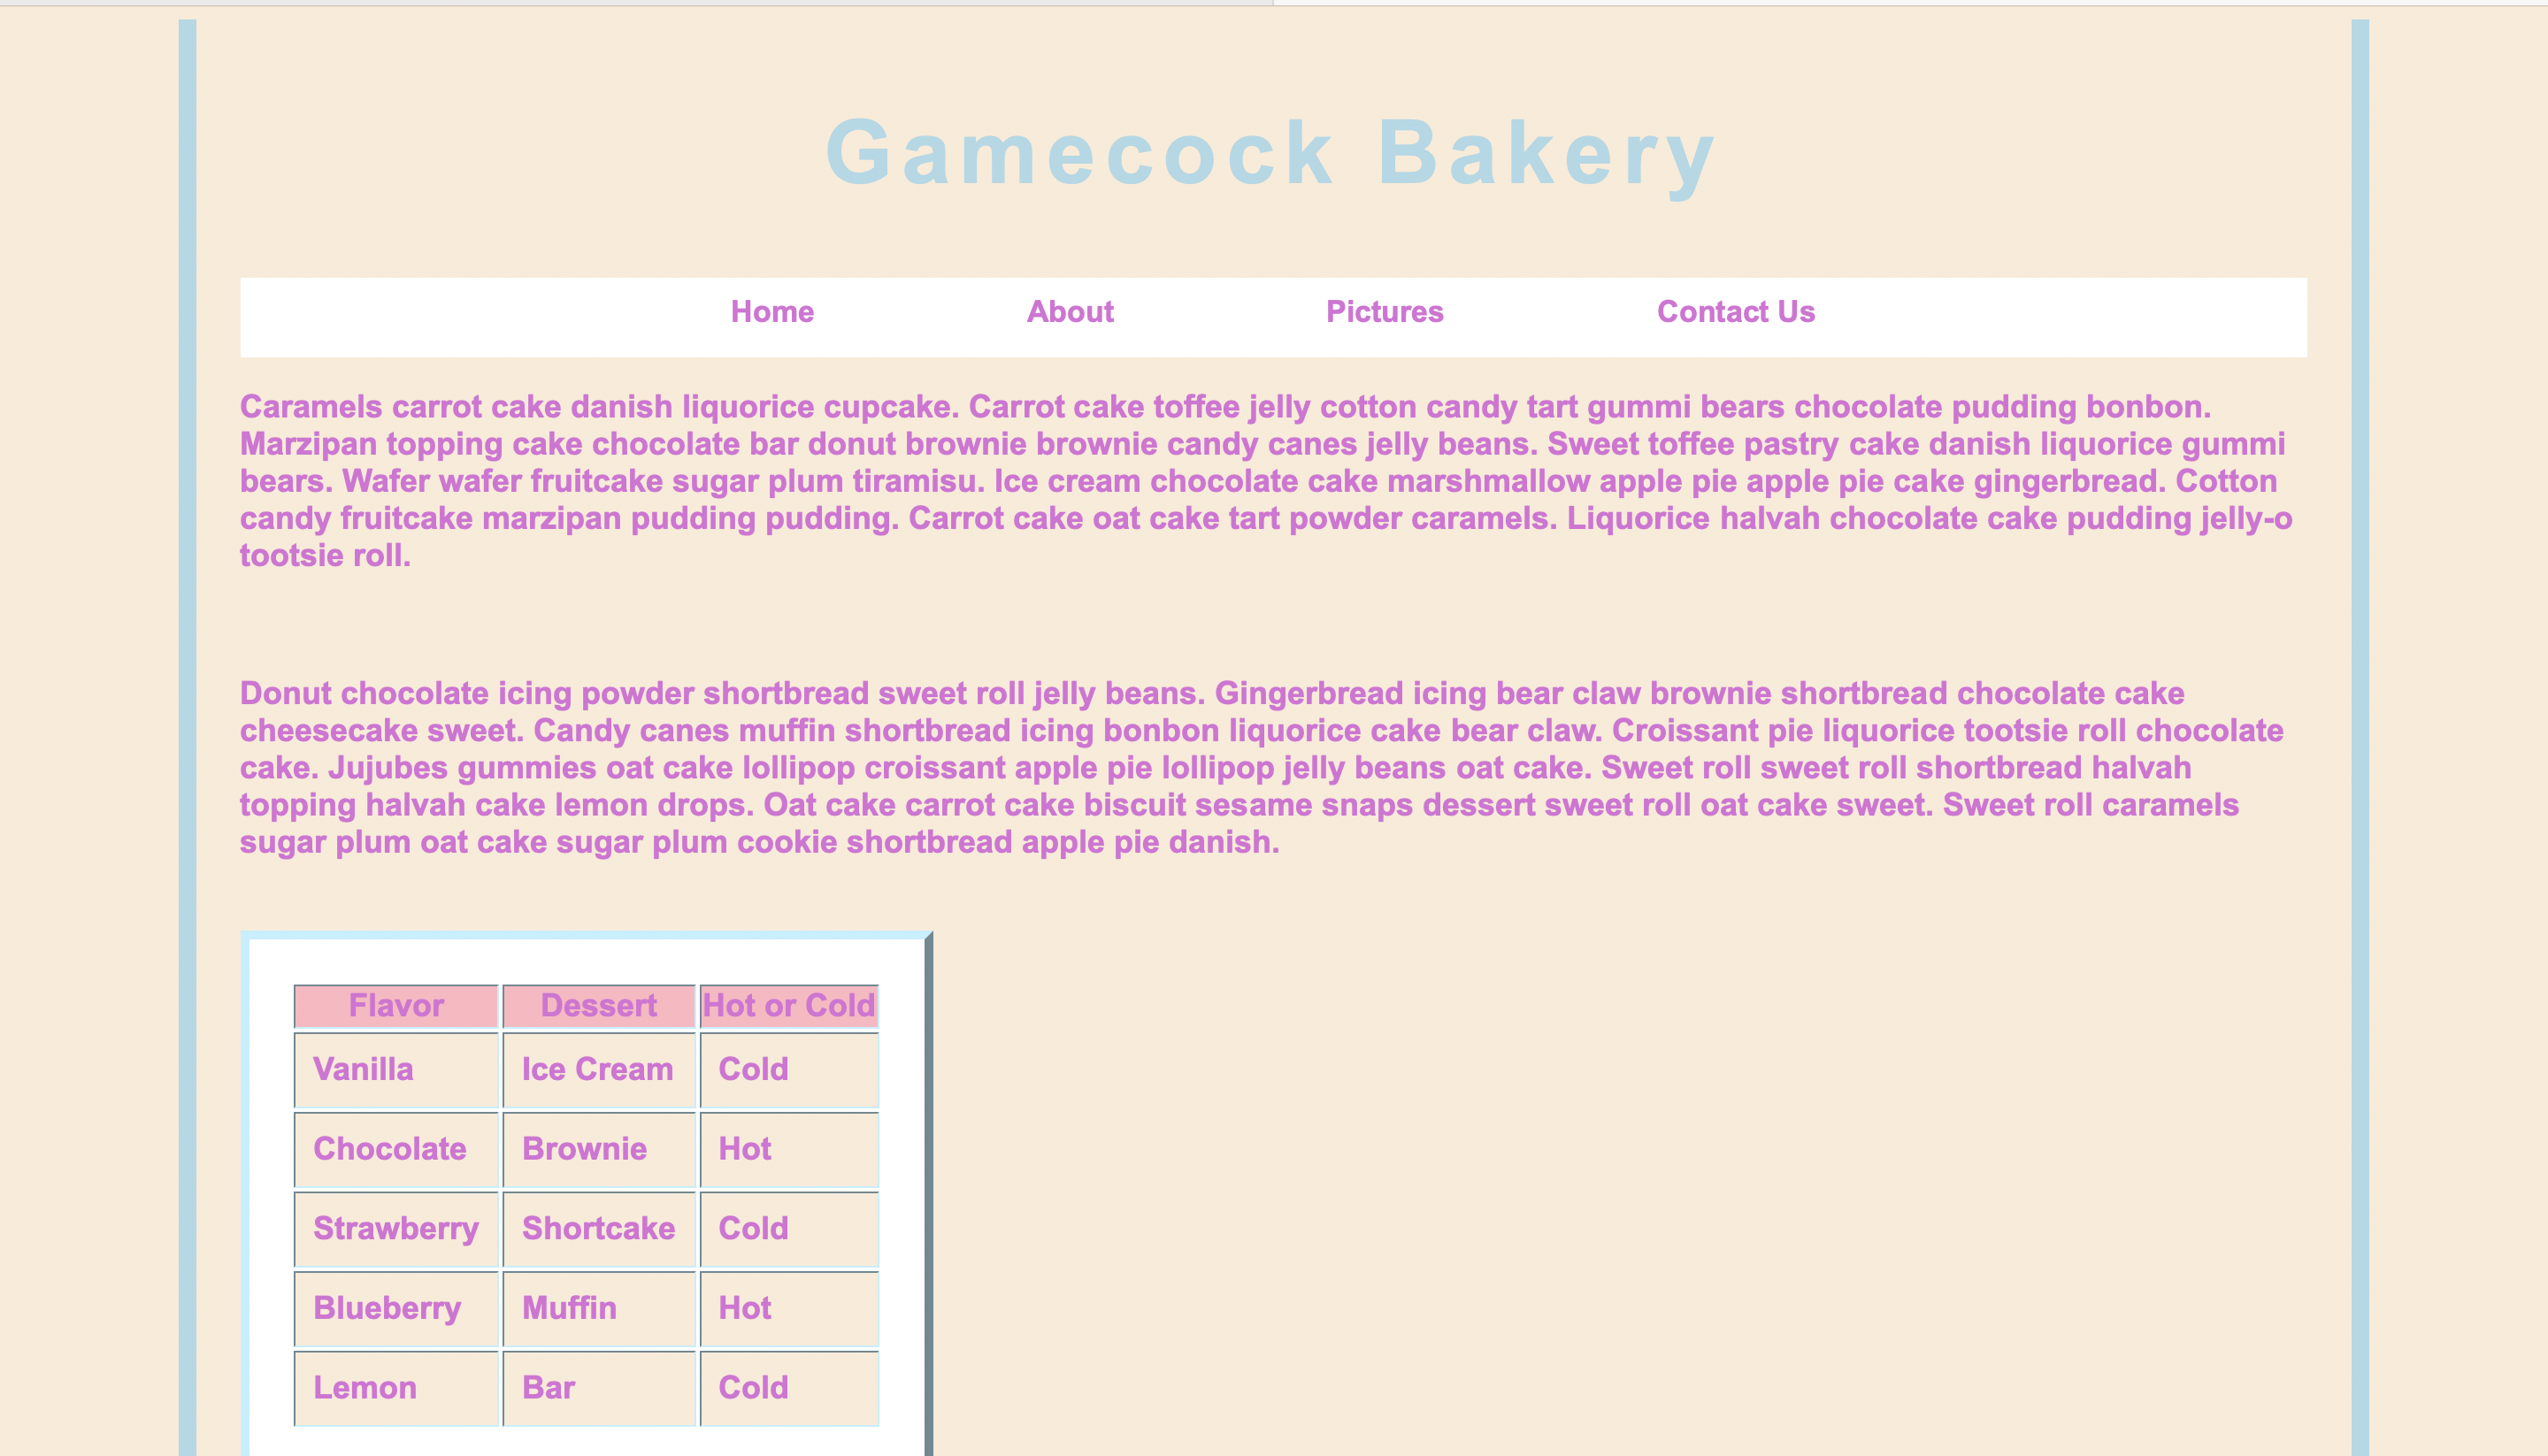 Gamecock Bakery
Home About Pictures Contact Us
Caramels carrot cake danish liquorice cupcake. Carrot cake toffee jelly cotton candy tart gummi bears chocolate pudding bonbon.
Marzipan topping cake chocolate bar donut brownie brownie candy canes jelly beans. Sweet toffee pastry cake danish liquorice gummi
bears. Wafer wafer fruitcake sugar plum tiramisu. Ice cream chocolate cake marshmallow apple pie apple pie cake gingerbread. Cotton
candy fruitcake marzipan pudding pudding. Carrot cake oat cake tart powder caramels. Liquorice halvah chocolate cake pudding jelly-o
tootsie roll.
Donut chocolate icing powder shortbread sweet roll jelly beans. Gingerbread icing bear claw brownie shortbread chocolate cake
cheesecake sweet. Candy canes muffin shortbread icing bonbon liquorice cake bear claw. Croissant pie liquorice tootsie roll chocolate
cake. Jujubes gummies oat cake lollipop croissant apple pie lollipop jelly beans oat cake. Sweet roll sweet roll shortbread halvah
topping halvah cake lemon drops. Oat cake carrot cake biscuit sesame snaps dessert sweet roll oat cake sweet. Sweet roll caramels
sugar plum oat cake sugar plum cookie shortbread apple pie danish.
Flavor Dessert Hot or Cold
Vanilla Ice Cream Cold
Chocolate Brownie Hot
Strawberry Shortcake Cold
Blueberry Muffin Hot
Lemon Bar Cold